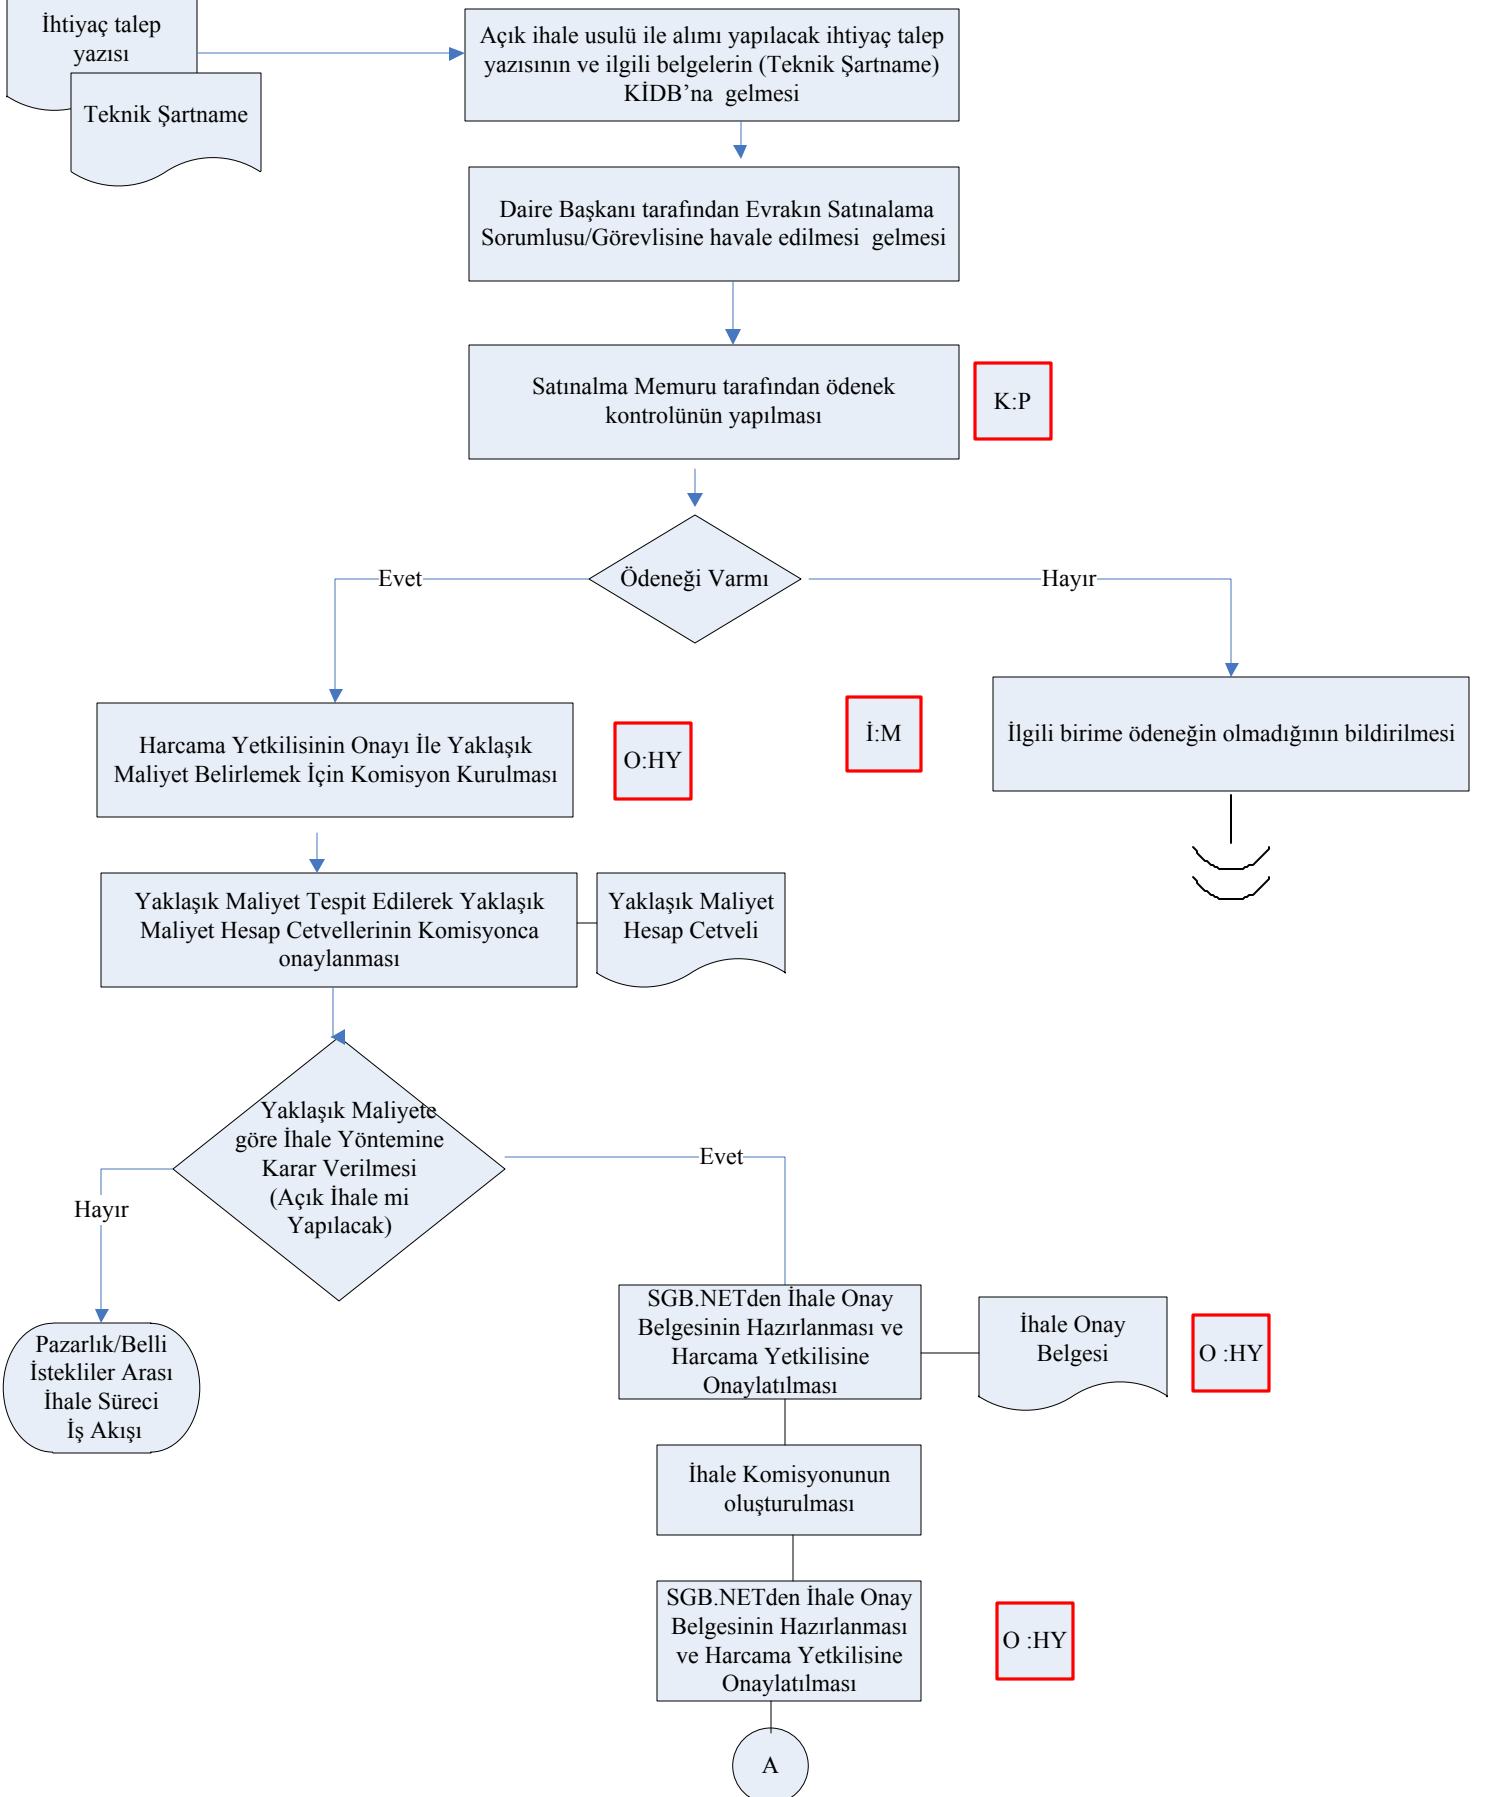 İhtiyaç talep
yazısı
Teknik Şartname
Açık ihale usulü ile alımı yapılacak ihtiyaç talep
yazısının ve ilgili belgelerin (Teknik Şartname)
KİDB’na  gelmesi
Daire Başkanı tarafından Evrakın Satınalama
Sorumlusu/Görevlisine havale edilmesi  gelmesi
Satınalma Memuru tarafından ödenek
kontrolünün yapılması
K:P
Ödeneği Varmı
Evet
Hayır
Harcama Yetkilisinin Onayı İle Yaklaşık
Maliyet Belirlemek İçin Komisyon Kurulması
O:HY
İ:M
İlgili birime ödeneğin olmadığının bildirilmesi
Yaklaşık Maliyet Tespit Edilerek Yaklaşık
Maliyet Hesap Cetvellerinin Komisyonca
onaylanması
Yaklaşık Maliyet
Hesap Cetveli
Yaklaşık Maliyete
göre İhale Yöntemine
Karar Verilmesi
(Açık İhale mi
Yapılacak)
Evet
Hayır
Pazarlık/Belli
İstekliler Arası
İhale Süreci
İş Akışı
SGB.NETden İhale Onay
Belgesinin Hazırlanması ve
Harcama Yetkilisine
Onaylatılması
İhale Onay
Belgesi
O :HY
İhale Komisyonunun
oluşturulması
SGB.NETden İhale Onay
Belgesinin Hazırlanması
ve Harcama Yetkilisine
Onaylatılması
O :HY
A